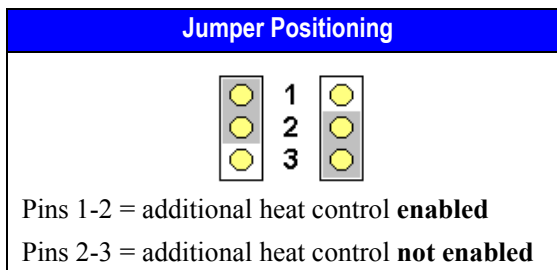 Jumper Positioning
1
2
3
Pins 1-2 = additional heat control enabled
Pins 2-3 = additional heat control not enabled